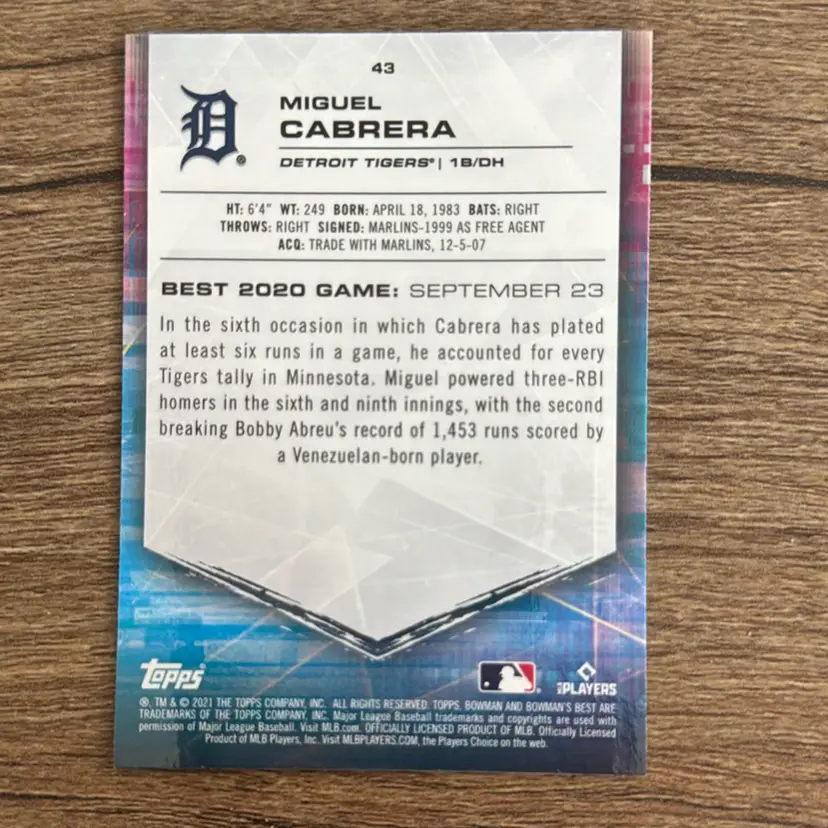 43
D®
MIGUEL
CABRERA
DETROIT TIGERS® | 1B/DH
HT: 6'4" WT: 249 BORN: APRIL 18, 1983 BATS: RIGHT
THROWS: RIGHT SIGNED: MARLINS-1999 AS FREE AGENT
ACQ: TRADE WITH MARLINS, 12-5-07
BEST 2020 GAME: SEPTEMBER 23
In the sixth occasion in which Cabrera has plated
at least six runs in a game, he accounted for every
Tigers tally in Minnesota. Miguel powered three-RBI
homers in the sixth and ninth innings, with the second
breaking Bobby Abreu's record of 1,453 runs scored by
a Venezuelan-born player.
topps®
PLAYERS
®, TM & © 2021 THE TOPPS COMPANY, INC. ALL RIGHTS RESERVED. TOPPS, BOWMAN AND BOWMAN'S BEST ARE
TRADEMARKS OF THE TOPPS COMPANY, INC. Major League Baseball trademarks and copyrights are used with
permission of Major League Baseball. Visit MLB.com. OFFICIALLY LICENSED PRODUCT OF MLB. Officially Licensed
Product of MLB Players, Inc. Visit MLBPLAYERS.COM, the Players Choice on the web.